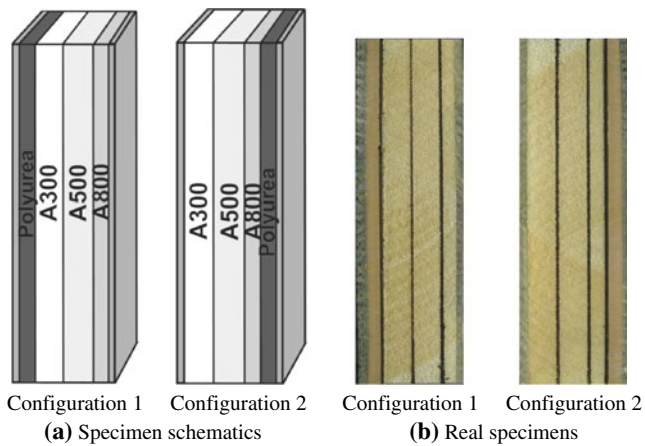 Polyurea
A300
A500
A800
A300
A500
A800
Polyurea
Configuration 1
Configuration 2
Configuration 1
Configuration 2
(a) Specimen schematics
(b) Real specimens